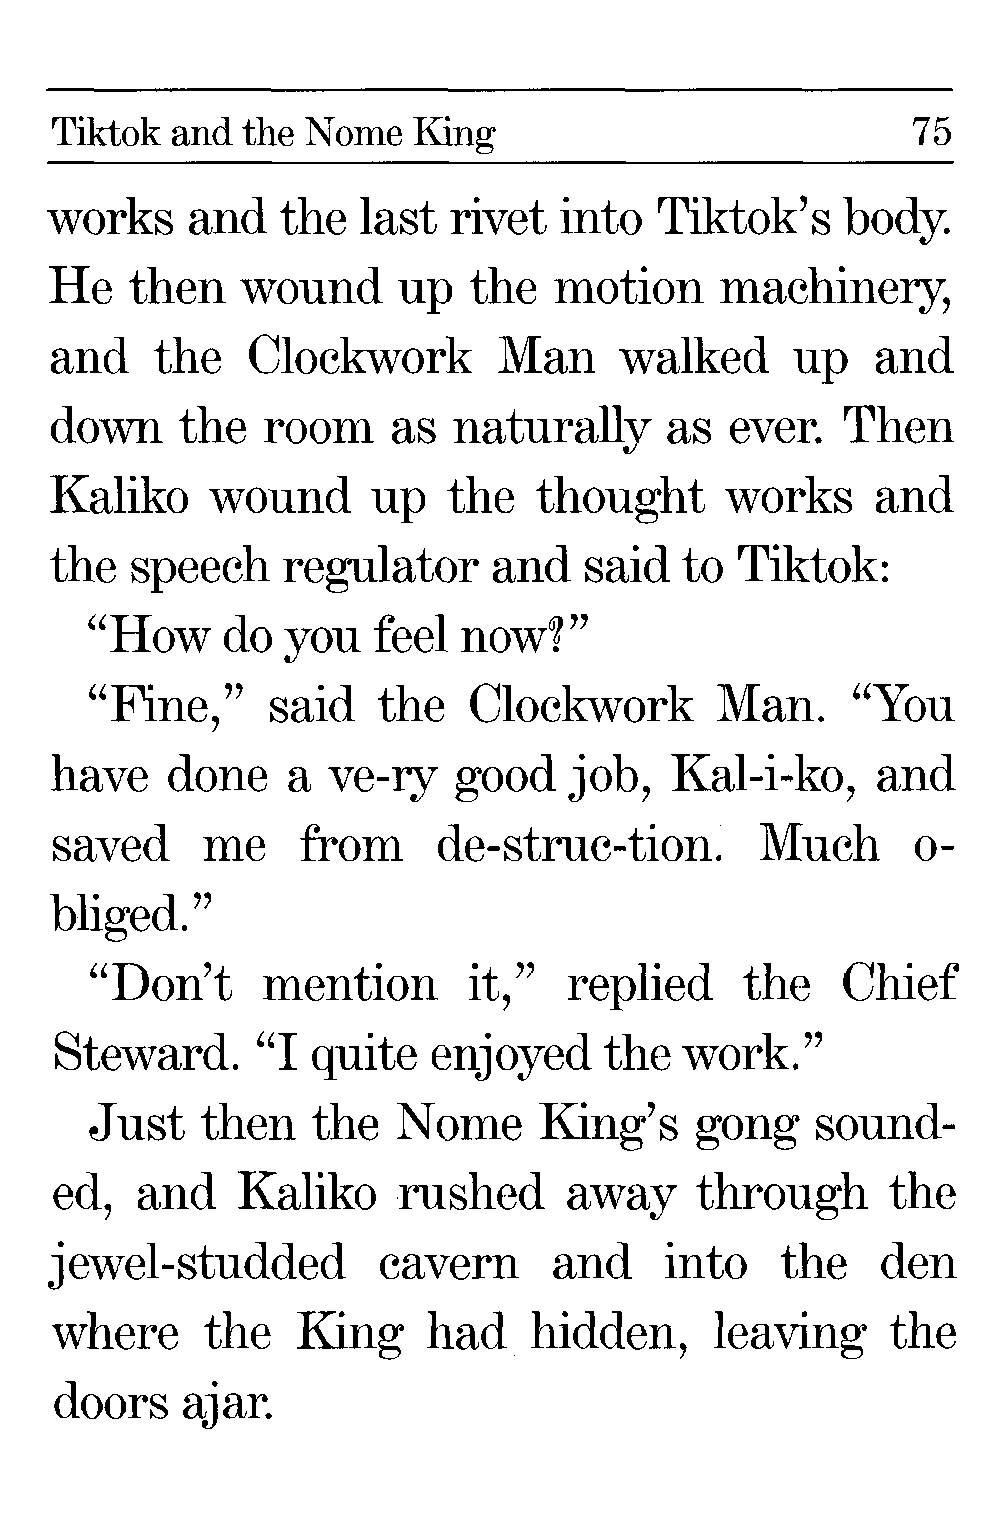 Tiktok and the Nome King 75
works and the last rivet into Tiktok’s body.
He then wound up the motion machinery,
and the Clockwork Man walked up and
down the room as naturally as ever. Then
Kaliko wound up the thought works and
the speech regulator and said to Tiktok:
“How do you feel now?”
“Fine,” said the Clockwork Man. “You
have done a ve-ry good job, Kal-i-ko, and
saved me from de-struc-tion. Much o-
bliged.”
“Don’t mention it,” replied the Chief
Steward. “I quite enjoyed the work.”
Just then the Nome King’s gong sound-
ed, and Kaliko rushed away through the
jewel-studded cavern and into the den
where the King had hidden, leaving the
doors ajar.